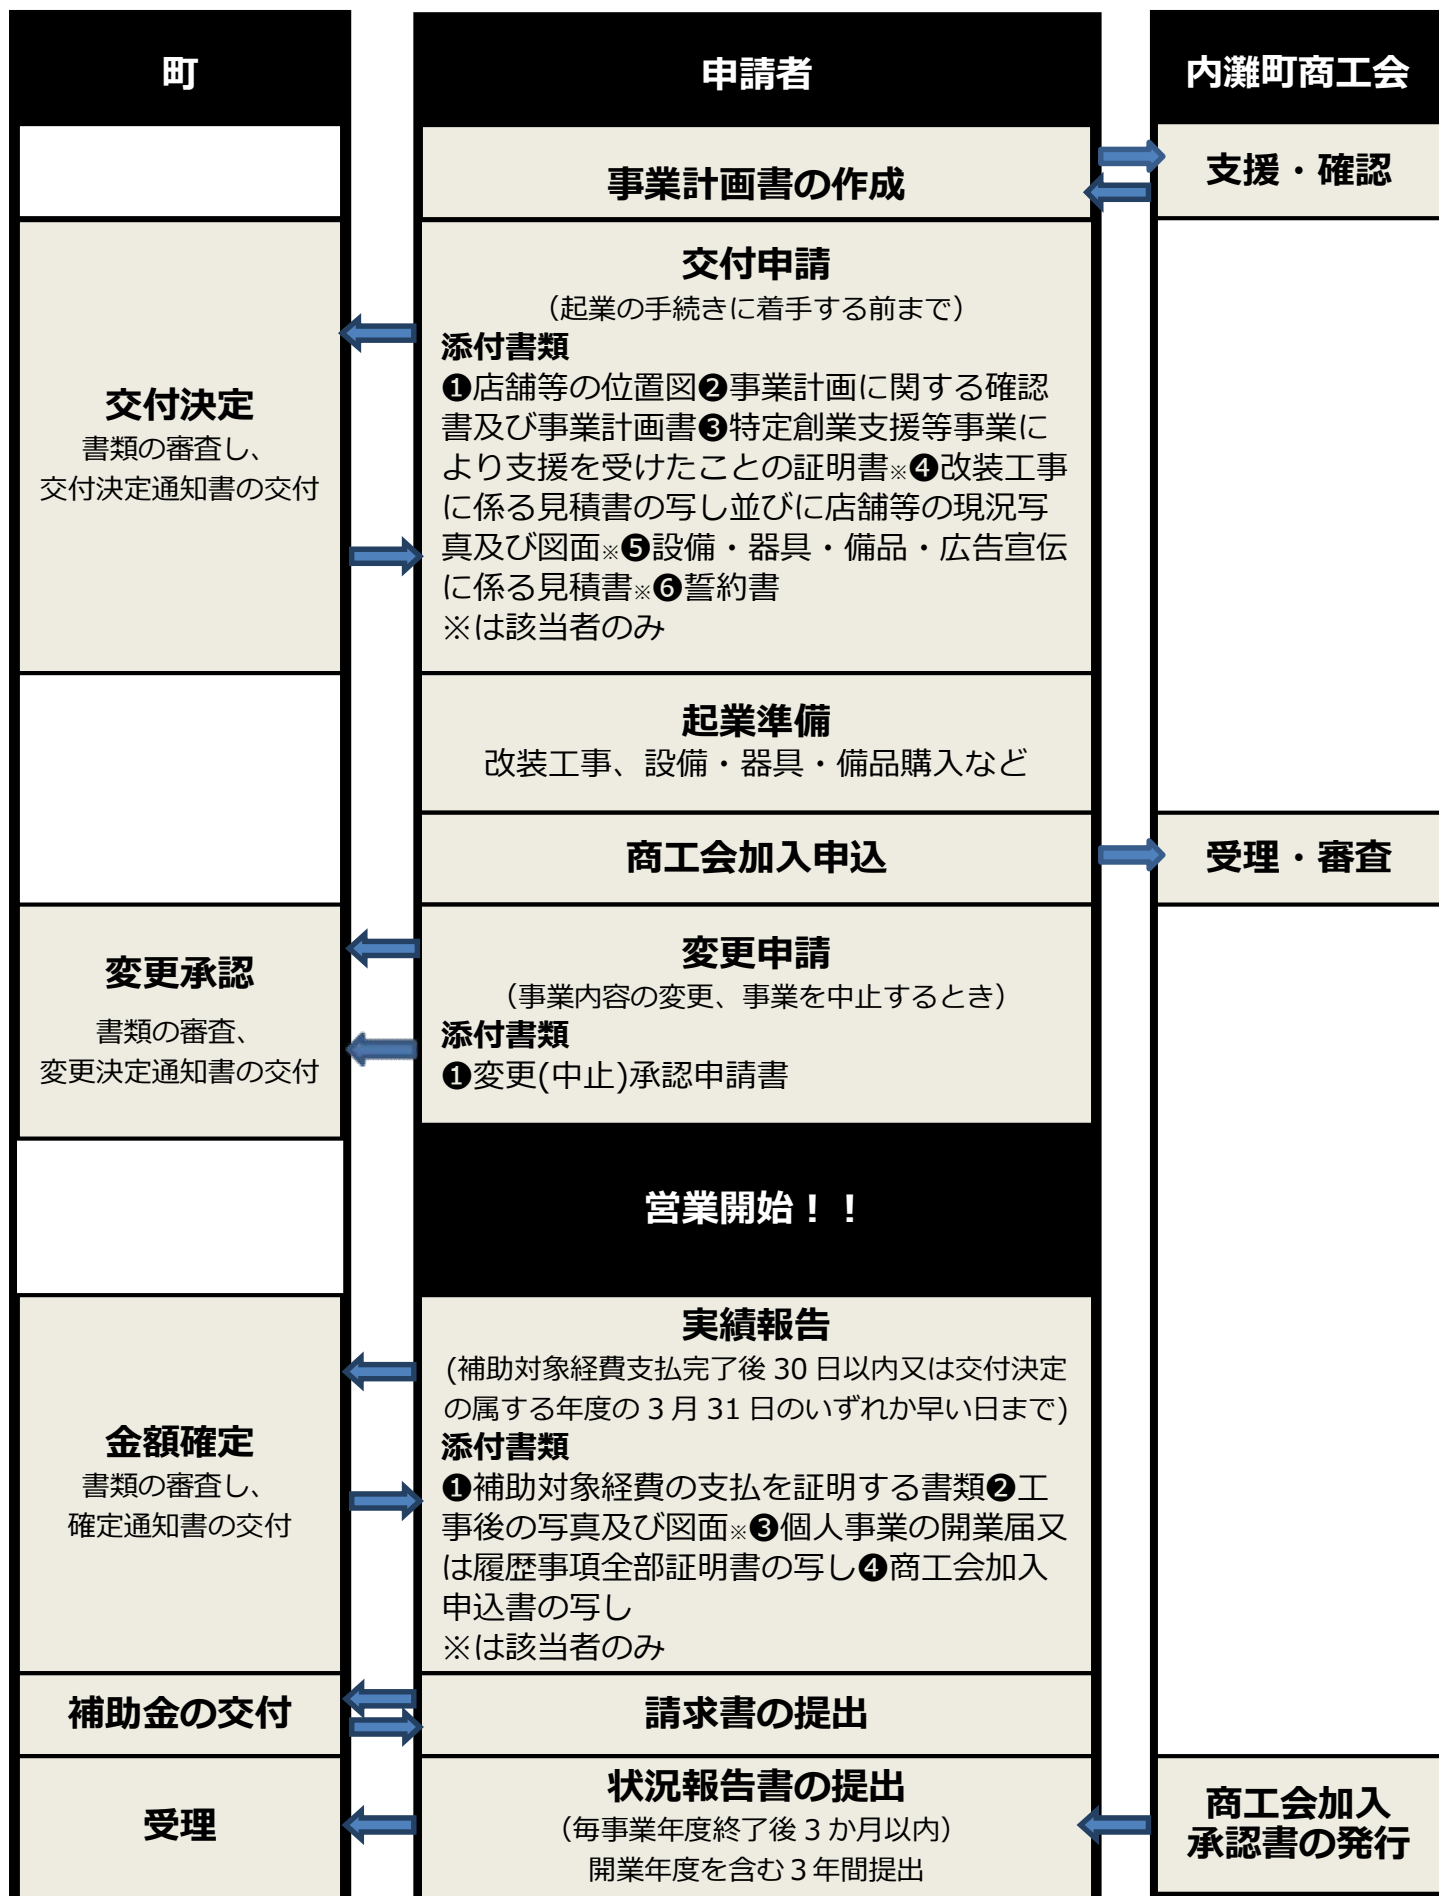 町
申請者
内灘町商工会
事業計画書の作成
支援・確認
交付決定
書類の審査し、
交付決定通知書の交付
交付申請
（起業の手続きに着手する前まで）
添付書類
❶店舗等の位置図❷事業計画に関する確認
書及び事業計画書❸特定創業支援等事業に
より支援を受けたことの証明書※❹改装工事
に係る見積書の写し並びに店舗等の現況写
真及び図面※❺設備・器具・備品・広告宣伝
に係る見積書※❻誓約書
※は該当者のみ
起業準備
改装工事、設備・器具・備品購入など
商工会加入申込
受理・審査
変更承認
書類の審査、
変更決定通知書の交付
変更申請
（事業内容の変更、事業を中止するとき）
添付書類
❶変更(中止)承認申請書
営業開始！！
金額確定
書類の審査し、
確定通知書の交付
実績報告
(補助対象経費支払完了後 30 日以内又は交付決定
の属する年度の 3 月 31 日のいずれか早い日まで)
添付書類
❶補助対象経費の支払を証明する書類❷工
事後の写真及び図面※❸個人事業の開業届又
は履歴事項全部証明書の写し❹商工会加入
申込書の写し
※は該当者のみ
補助金の交付
請求書の提出
受理
状況報告書の提出
（毎事業年度終了後 3 か月以内）
開業年度を含む 3 年間提出
商工会加入
承認書の発行